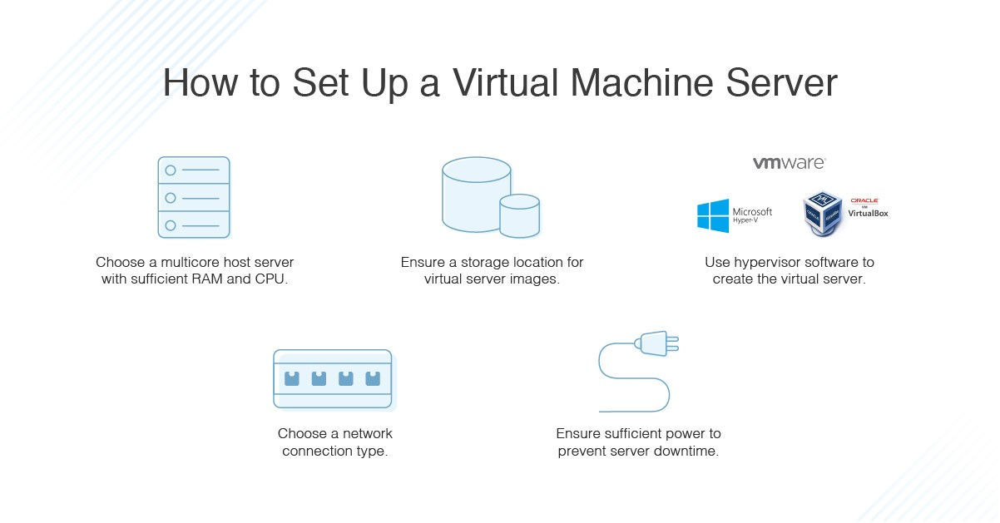 How to Set Up a Virtual Machine Server
vmware®
Microsoft
Hyper-V
ORACLE
VM
VirtualBox
ORACLE
VirtualBox
Choose a multicore host server
with sufficient RAM and CPU.
Ensure a storage location for
virtual server images.
Use hypervisor software to
create the virtual server.
Choose a network
connection type.
Ensure sufficient power to
prevent server downtime.